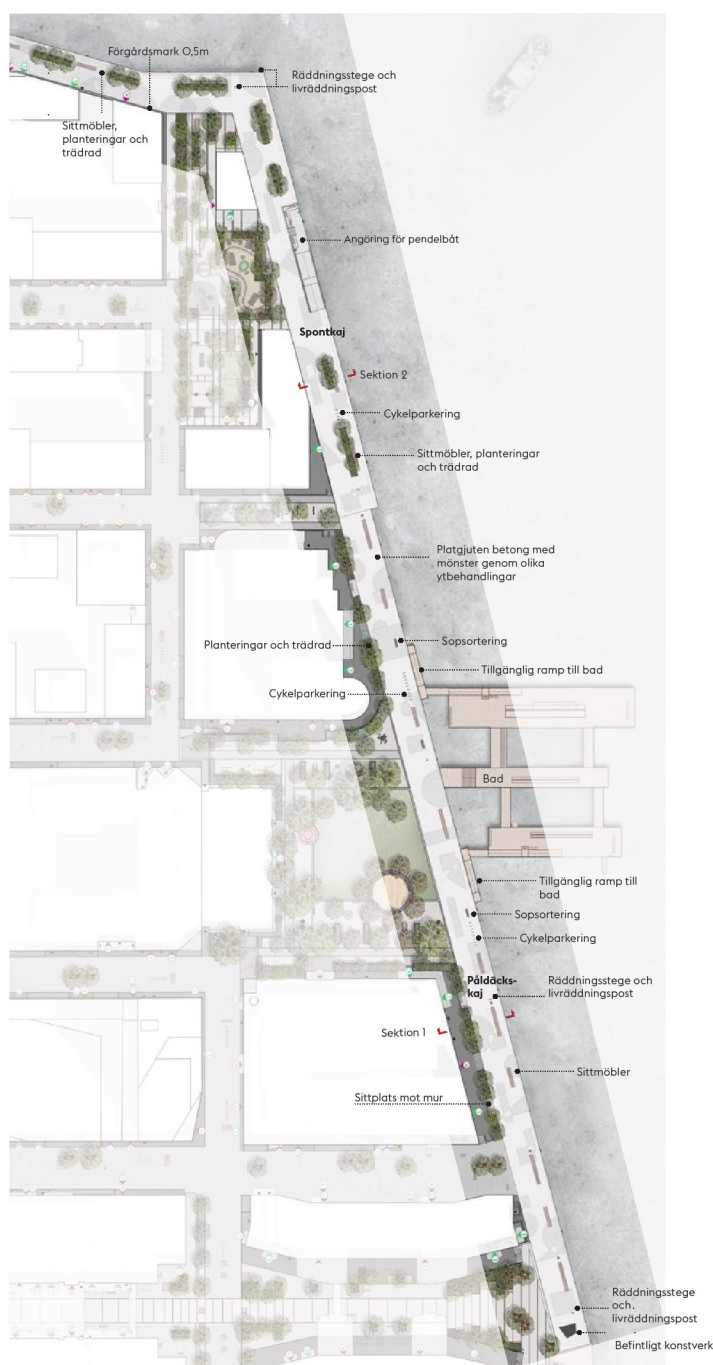 Förgårdsmark 0,5m
Räddningsstege och
livräddningspost
Sittmöbler,
planteringar och
trädrad
Angöring för pendelbåt
Spontkaj
Sektion 2
Cykelparkering
Sittmöbler, planteringar
och trädrad
Platgjuten betong med
mönster genom olika
ytbehandlingar
Planteringar och trädrad
Sopsortering
Tillgänglig ramp till bad
Cykelparkering
Bad
Tillgänglig ramp till
bad
Sopsortering
Cykelparkering
Påldäcks-
kaj
Räddningsstege och
livräddningspost
Sektion 1
Sittmöbler
Sittplats mot mur
Räddningsstege
och
livräddningspost
Befintligt konstverk